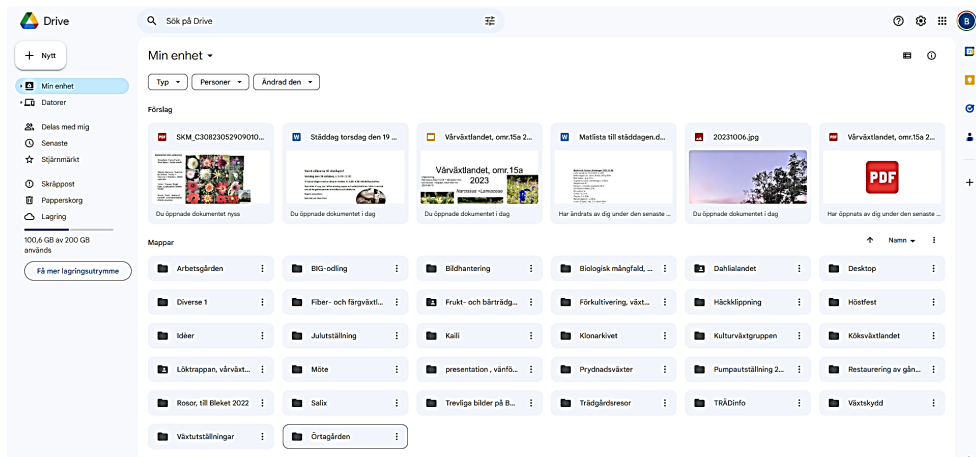 Drive
Sök på Drive
B
Nytt
Min enhet
Datorer
Delas med mig
Senaste
Stjärnmärkt
Skräppost
Papperskorg
Lagring
100,6 GB av 200 GB
används
Få mer lagringsutrymme
Min enhet
Typ Personer Ändrad den
Förslag
SKM_C30823052909010...
Du öppnade dokumentet nyss
Städdag torsdag den 19 ...
Du öppnade dokumentet i dag
Vårväxtlandet, omr.15a 2...
Vårväxtlandet, omr.15a
2023
Narcissus
Du öppnade dokumentet i dag
Matlista till städdagen.d...
Har ändrats av dig under den senaste ...
20231006.jpg
Du öppnade dokumentet i dag
Vårväxtlandet, omr.15a 2...
PDF
Har öppnats av dig under den senaste ...
Mappar
Namn
Arbetsgården BIG-odling Bildhantering Biologisk mångfald, ... Dahlialandet Desktop
Diverse 1 Fiber- och färgväxtl... Frukt- och bärträdg... Förkultivering, växt... Häckklippning Höstfest
Idèer Julutställning Kaili Klonarkivet Kulturväxtgruppen Köksväxtlandet
Löktrappan, vårväxt... Möte presentation , vänfö... Prydnadsväxter Pumpautställning 2... Restaurering av gån...
Rosor, till Bleket 2022 Salix Trevliga bilder på B... Trädgårdsresor TRÄDinfo Växtskydd
Växtutställningar Örtagården